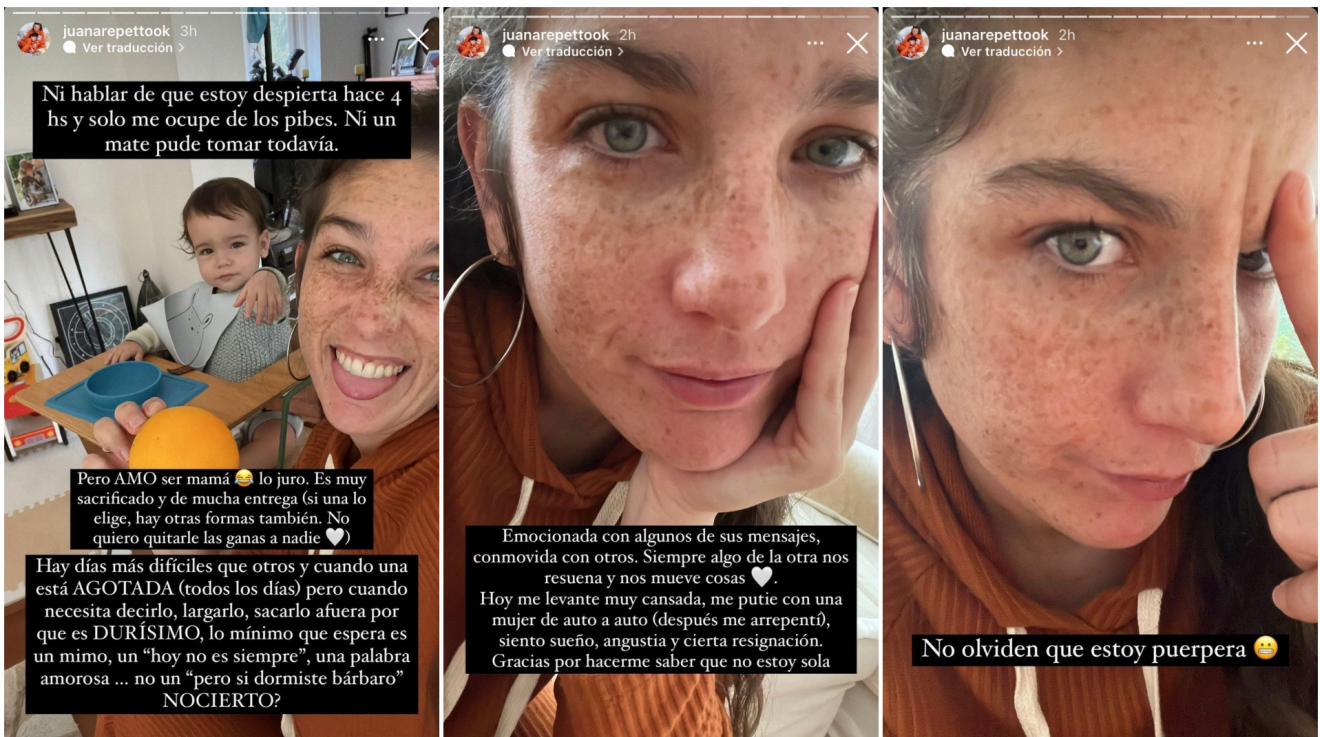 juanarepettook 3h
Ver traducción >
Ni hablar de que estoy despierta hace 4
hs y solo me ocupe de los pibes. Ni un
mate pude tomar todavía.
Pero AMO ser mamá 😂 lo juro. Es muy
sacrificado y de mucha entrega (si una lo
elige, hay otras formas también. No
quiero quitarle las ganas a nadie 🤍)
Hay días más difíciles que otros y cuando una
está AGOTADA (todos los días) pero cuando
necesita decirlo, largarlo, sacarlo afuera por
que es DURÍSIMO, lo mínimo que espera es
un mimo, un “hoy no es siempre”, una palabra
amorosa ... no un “pero si dormiste bárbaro”
NOCIERTO?
juanarepettook 2h
Ver traducción >
Emocionada con algunos de sus mensajes,
conmovida con otros. Siempre algo de la otra nos
resuena y nos mueve cosas 🤍.
Hoy me levante muy cansada, me putie con una
mujer de auto a auto (después me arrepentí),
siento sueño, angustia y cierta resignación.
Gracias por hacerme saber que no estoy sola
juanarepettook 2h
Ver traducción >
No olviden que estoy puerpera 😬